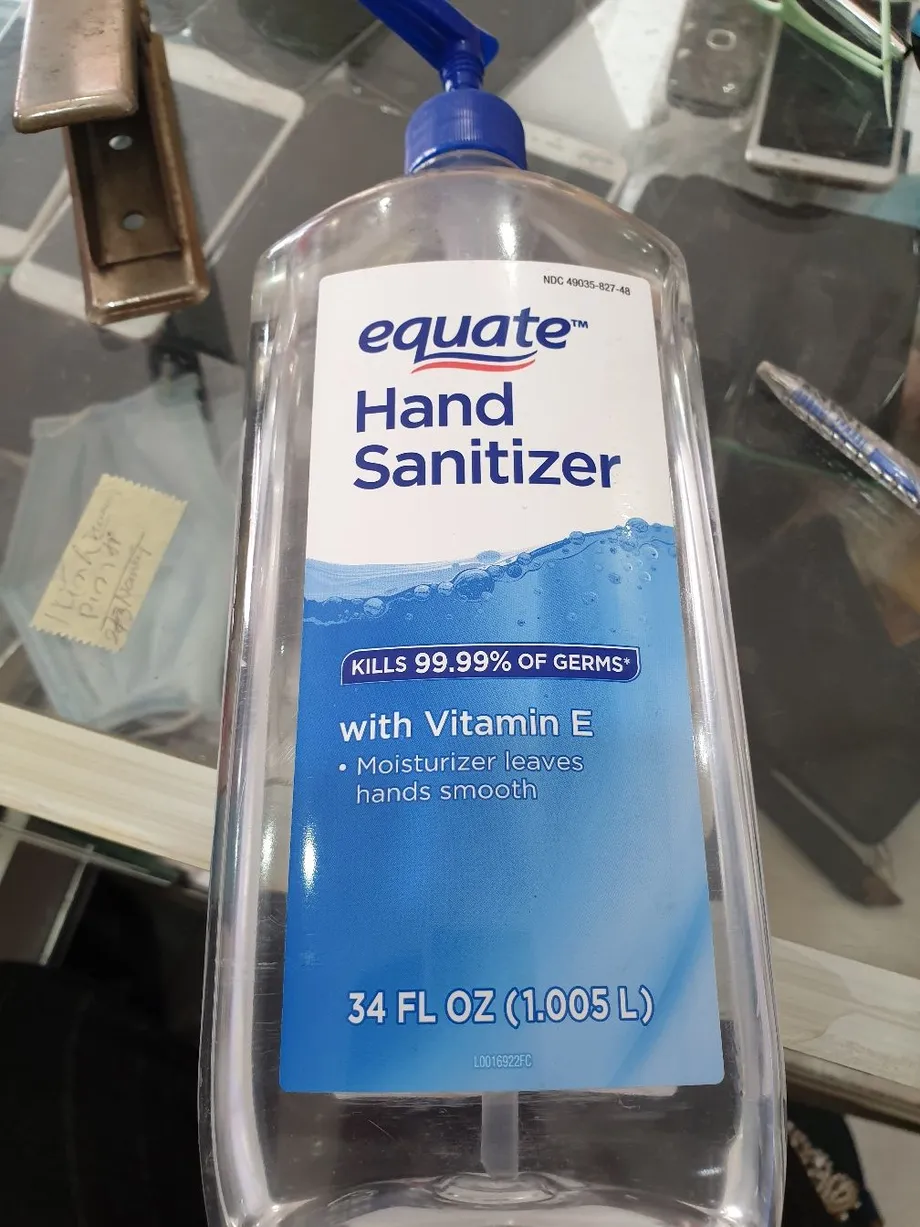 NDC 49035-827-48
equate™
Hand
Sanitizer
KILLS 99.99% OF GERMS*
with Vitamin E
• Moisturizer leaves
hands smooth
34 FL OZ (1.005 L)
L0016922FC